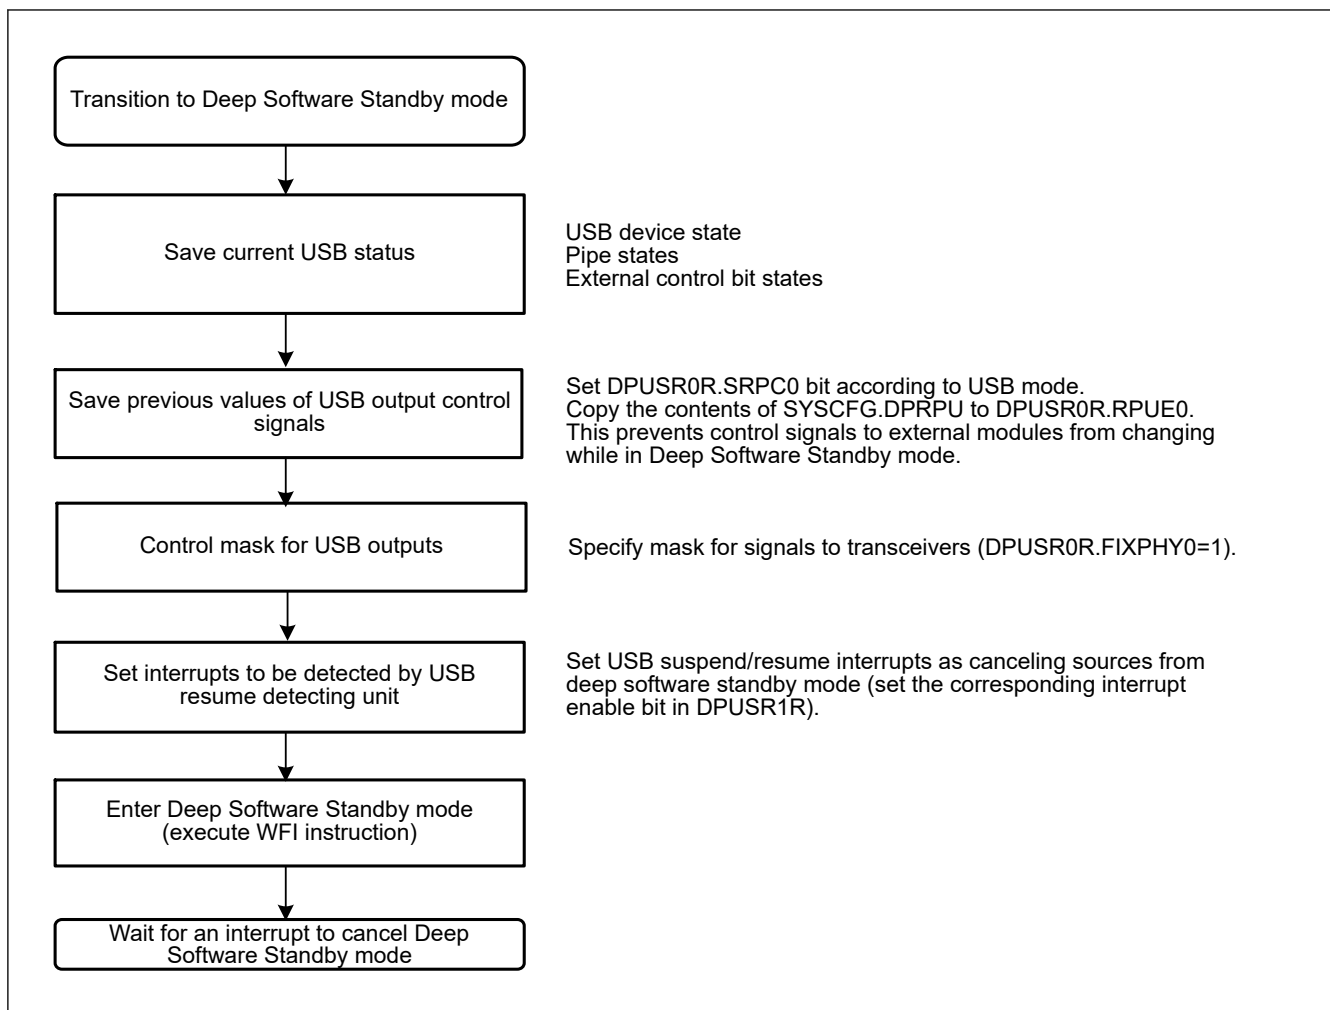 Transition to Deep Software Standby mode
Save current USB status
USB device state
Pipe states
External control bit states
Save previous values of USB output control
signals
Set DPUSR0R.SRPC0 bit according to USB mode.
Copy the contents of SYSCFG.DPRPU to DPUSR0R.RPUE0.
This prevents control signals to external modules from changing
while in Deep Software Standby mode.
Control mask for USB outputs
Specify mask for signals to transceivers (DPUSR0R.FIXPHY0=1).
Set interrupts to be detected by USB
resume detecting unit
Set USB suspend/resume interrupts as canceling sources from
deep software standby mode (set the corresponding interrupt
enable bit in DPUSR1R).
Enter Deep Software Standby mode
(execute WFI instruction)
Wait for an interrupt to cancel Deep
Software Standby mode